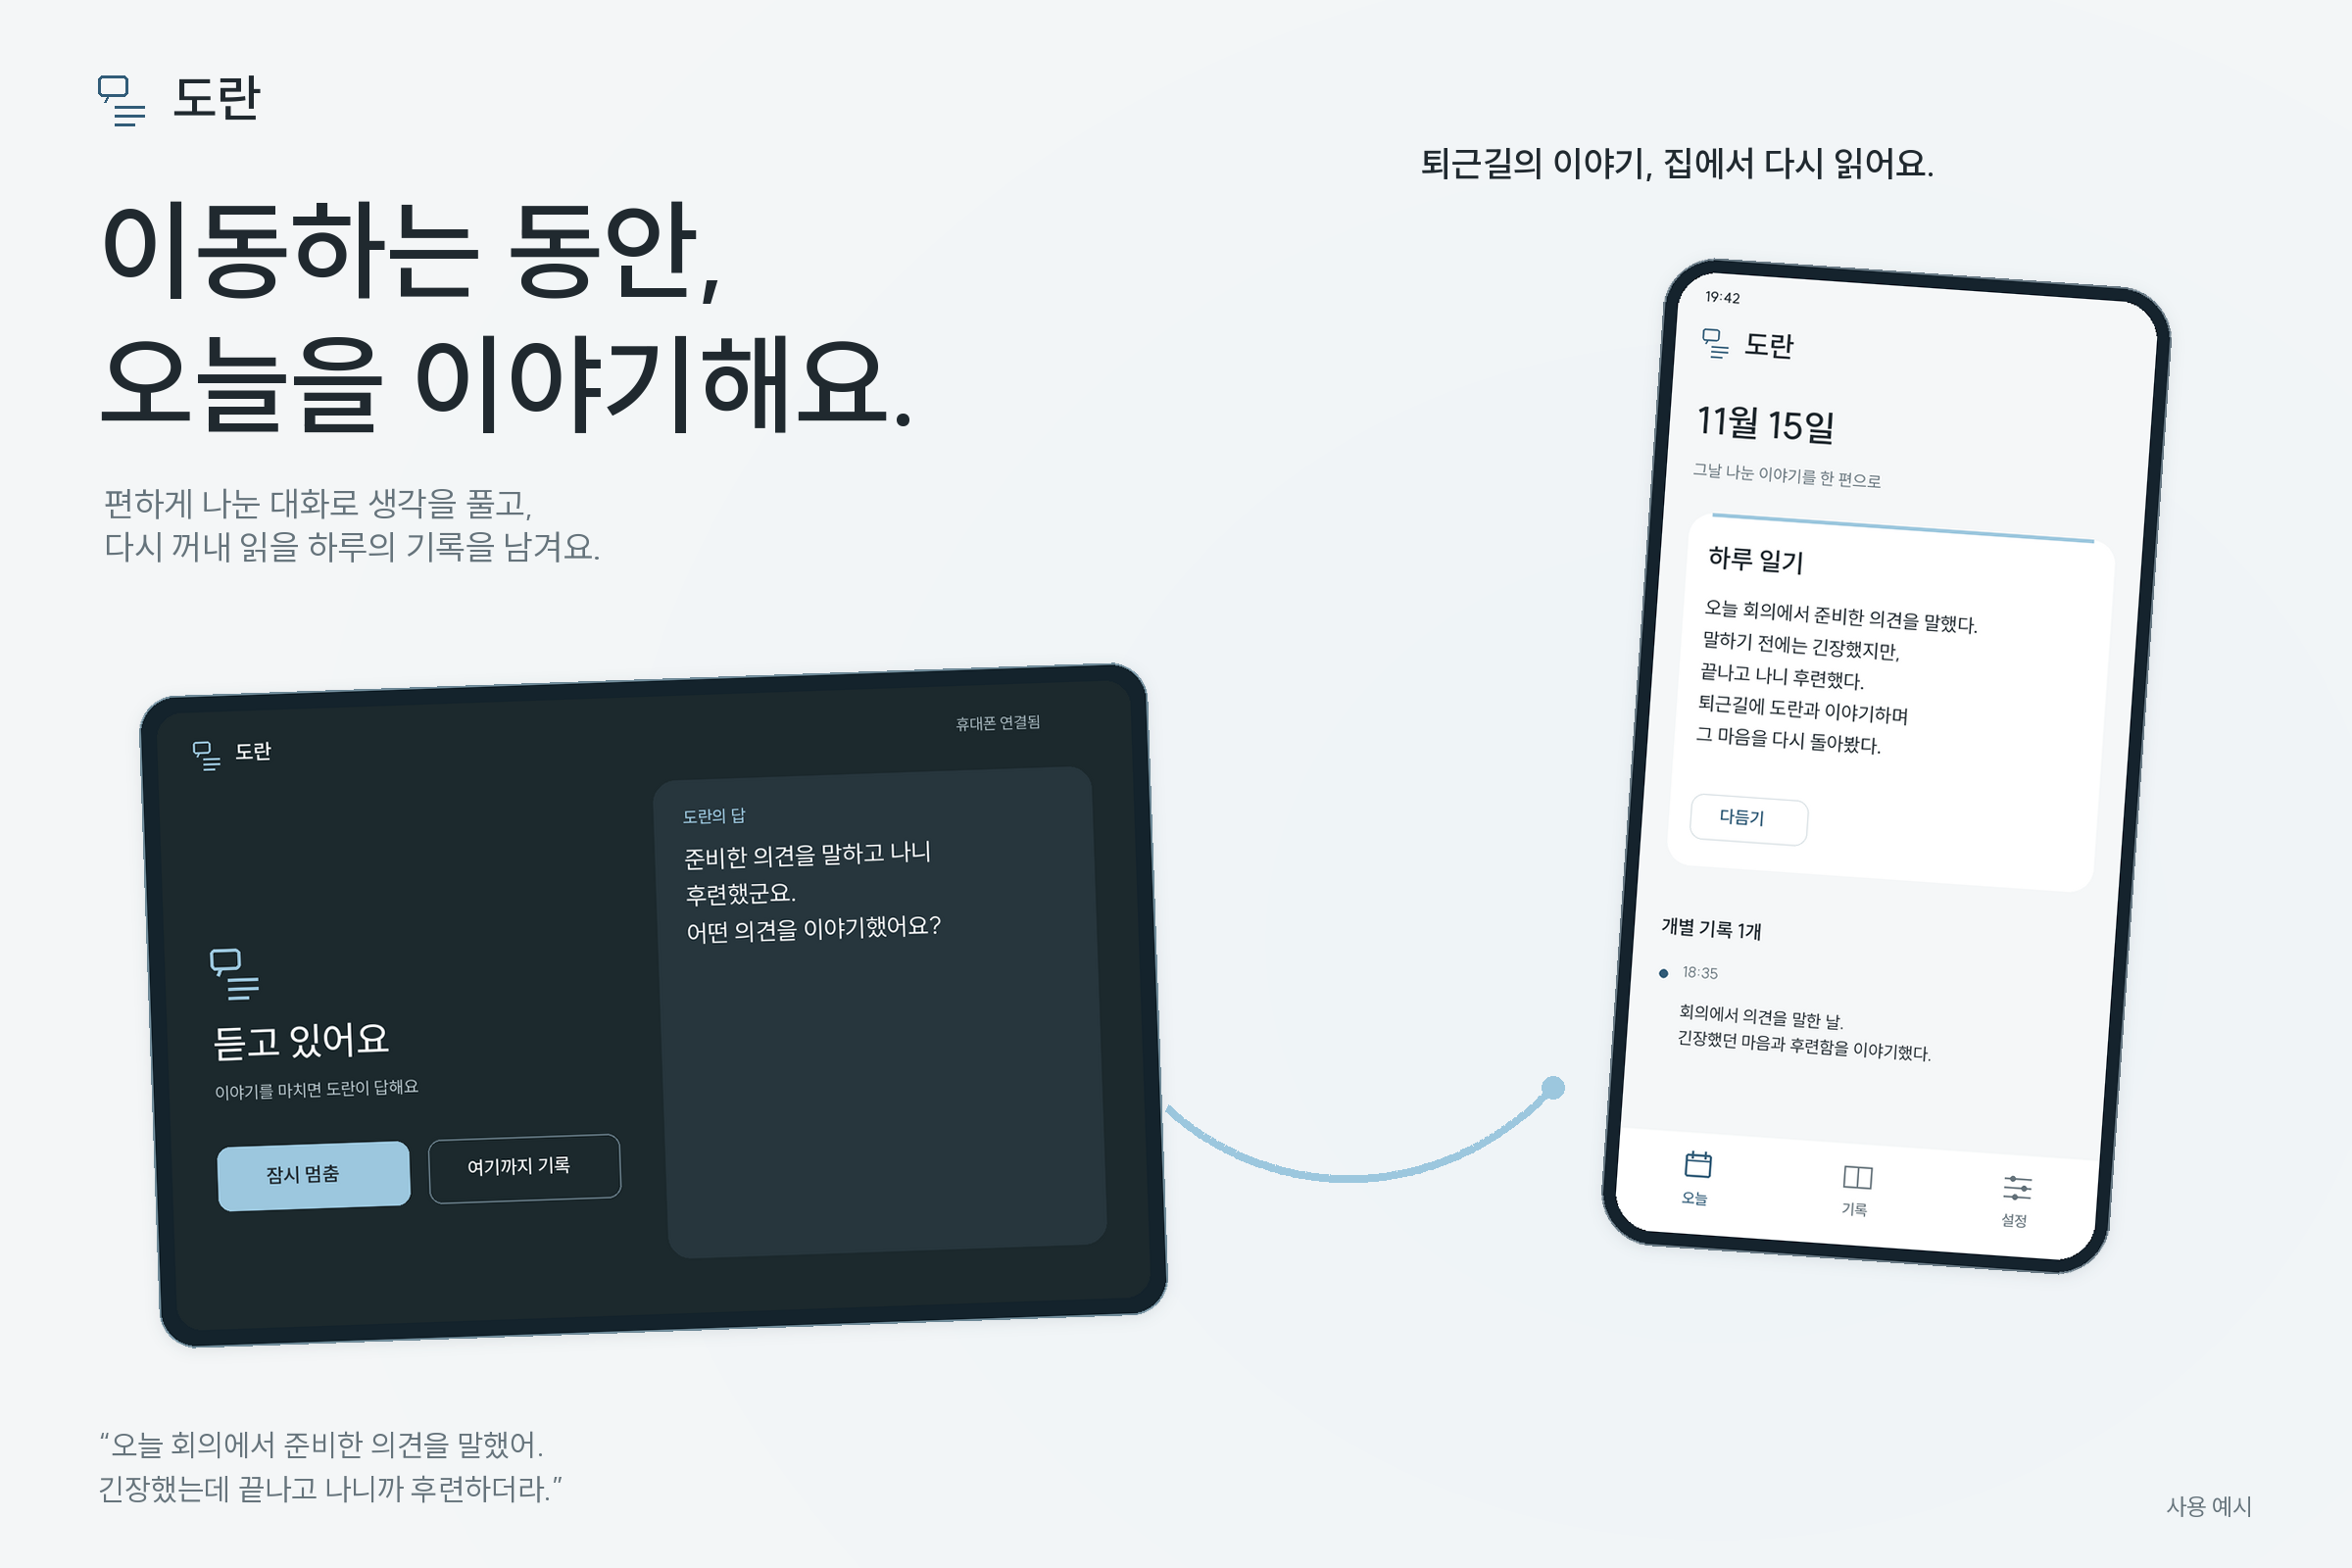 도란
이동하는 동안,
오늘을 이야기해요.
편하게 나눈 대화로 생각을 풀고,
다시 꺼내 읽을 하루의 기록을 남겨요.
퇴근길의 이야기, 집에서 다시 읽어요.
도란
휴대폰 연결됨
듣고 있어요
이야기를 마치면 도란이 답해요
잠시 멈춤
여기까지 기록
도란의 답
준비한 의견을 말하고 나니
후련했군요.
어떤 의견을 이야기했어요?
19:42
도란
11월 15일
그날 나눈 이야기를 한 편으로
하루 일기
오늘 회의에서 준비한 의견을 말했다.
말하기 전에는 긴장했지만,
끝나고 나니 후련했다.
퇴근길에 도란과 이야기하며
그 마음을 다시 돌아봤다.
다듬기
개별 기록 1개
18:35
회의에서 의견을 말한 날.
긴장했던 마음과 후련함을 이야기했다.
오늘
기록
설정
“오늘 회의에서 준비한 의견을 말했어.
긴장했는데 끝나고 나니까 후련하더라.”
사용 예시